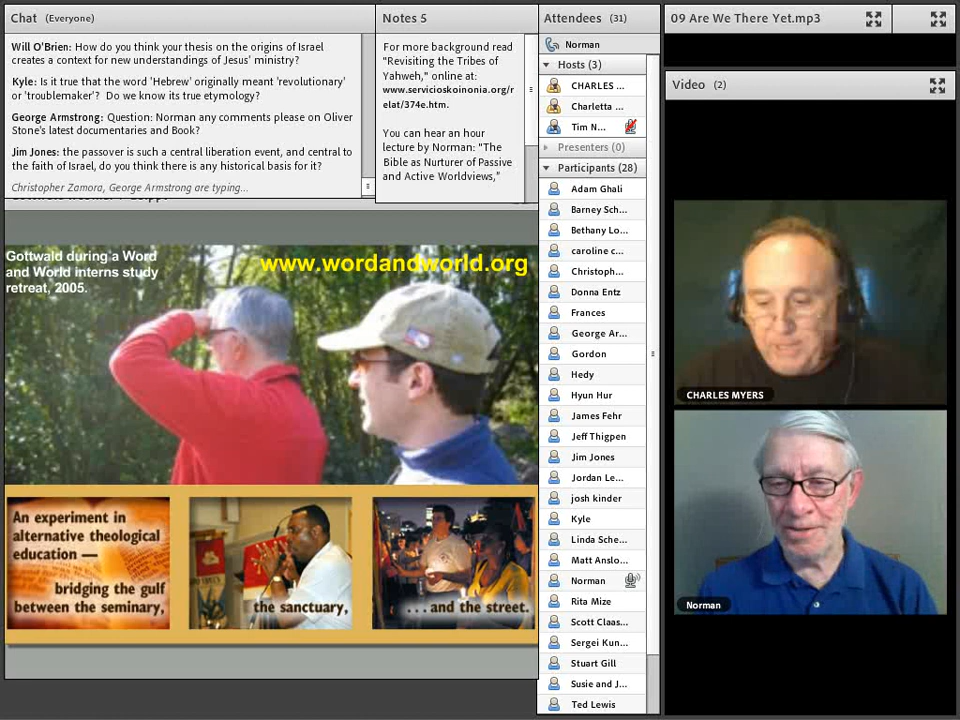 Chat (Everyone)
Will O'Brien: How do you think your thesis on the origins of Israel
creates a context for new understandings of Jesus' ministry?
Kyle: Is it true that the word 'Hebrew' originally meant 'revolutionary'
or 'troublemaker'? Do we know its true etymology?
George Armstrong: Question: Norman any comments please on Oliver
Stone's latest documentaries and Book?
Jim Jones: the passover is such a central liberation event, and central to
the faith of Israel, do you think there is any historical basis for it?
Christopher Zamora, George Armstrong are typing...
Notes 5
For more background read
"Revisiting the Tribes of
Yahweh," online at:
www.servicioskoinonia.org/r
elat/374e.htm.
You can hear an hour
lecture by Norman: "The
Bible as Nurturer of Passive
and Active Worldviews,"
Gottwald during a Word
and World interns study
retreat, 2005.
www.wordandworld.org
An experiment in
alternative theological
education —
bridging the gulf
between the seminary,
the sanctuary,
. . . and the street.
Attendees (31)
Norman
Hosts (3)
CHARLES ...
Charletta ...
Tim N...
Presenters (0)
Participants (28)
Adam Ghali
Barney Sch...
Bethany Lo...
caroline c...
Christoph...
Donna Entz
Frances
George Ar...
Gordon
Hedy
Hyun Hur
James Fehr
Jeff Thigpen
Jim Jones
Jordan Le...
josh kinder
Kyle
Linda Sche...
Matt Anslo...
Norman
Rita Mize
Scott Claas...
Sergei Kun...
Stuart Gill
Susie and J...
Ted Lewis
09 Are We There Yet.mp3
Video (2)
CHARLES MYERS
Norman